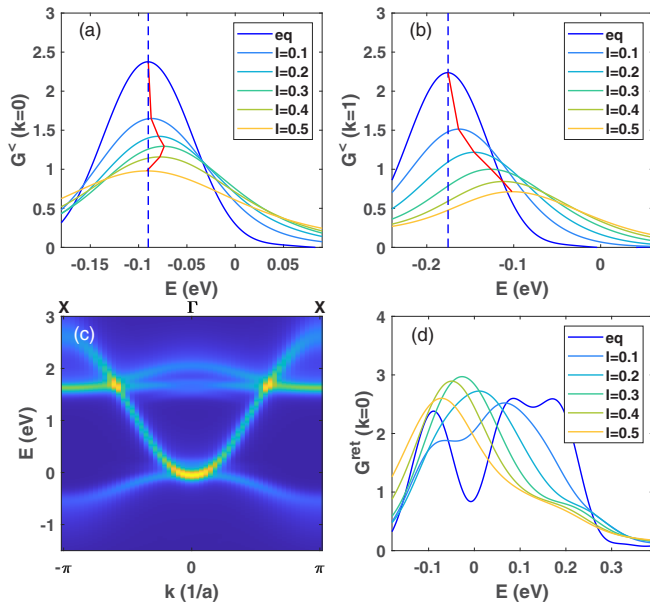 (a)
eq
I=0.1
I=0.2
I=0.3
I=0.4
I=0.5
G< (k=0)
3
2.5
2
1.5
1
0.5
0
-0.15 -0.1 -0.05 0 0.05
E (eV)
(b)
eq
I=0.1
I=0.2
I=0.3
I=0.4
I=0.5
G< (k=1)
3
2.5
2
1.5
1
0.5
0
-0.2 -0.1 0
E (eV)
X Γ X
(c)
E (eV)
3
2
1
0
-1
-π 0 π
k (1/a)
(d)
eq
I=0.1
I=0.2
I=0.3
I=0.4
I=0.5
Gret (k=0)
4
3
2
1
0
-0.1 0 0.1 0.2 0.3
E (eV)